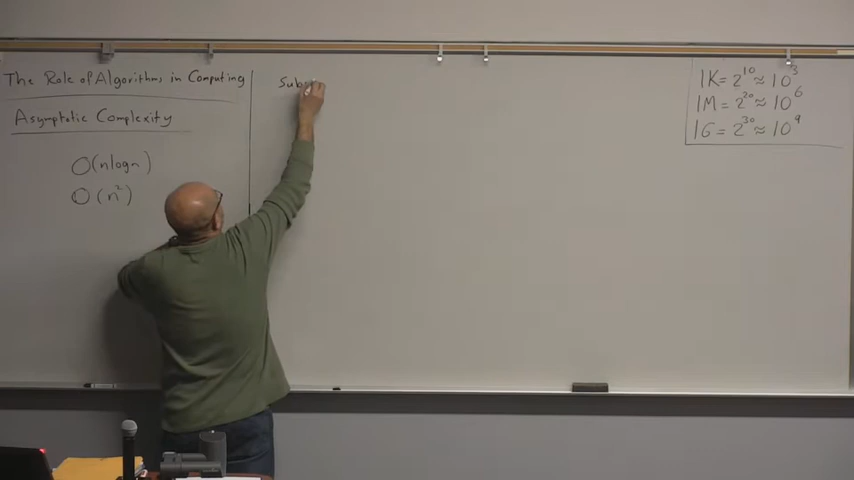 The Role of Algorithms in Computing
Asymptotic Complexity
O(nlogn)
O(n²)
1K = 2¹⁰ ≈ 10³
1M = 2²⁰ ≈ 10⁶
1G = 2³⁰ ≈ 10⁹